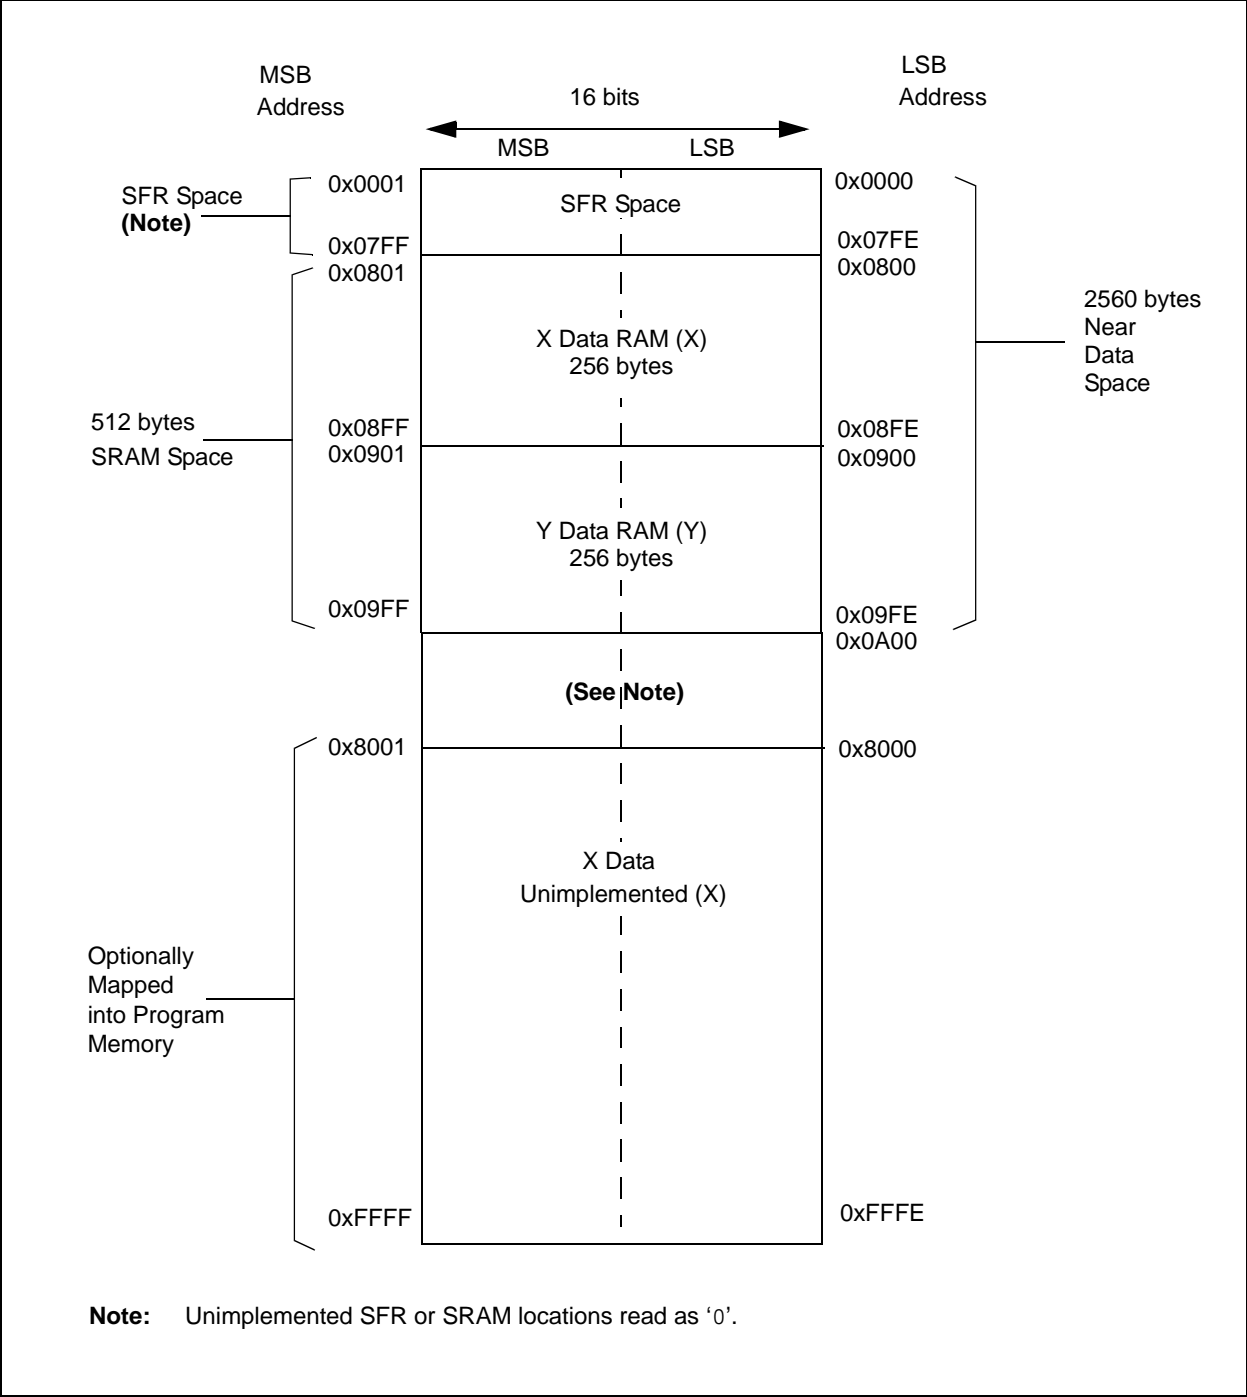 MSB
Address
16 bits
LSB
Address
MSB
LSB
SFR Space
(Note)
0x0001
0x07FF
0x0801
SFR Space
0x0000
0x07FE
0x0800
X Data RAM (X)
256 bytes
2560 bytes
Near
Data
Space
512 bytes
SRAM Space
0x08FF
0x0901
0x08FE
0x0900
Y Data RAM (Y)
256 bytes
0x09FF
0x09FE
0x0A00
(See Note)
0x8001
0x8000
X Data
Unimplemented (X)
Optionally
Mapped
into Program
Memory
0xFFFF
0xFFFE
Note: Unimplemented SFR or SRAM locations read as ‘0’.